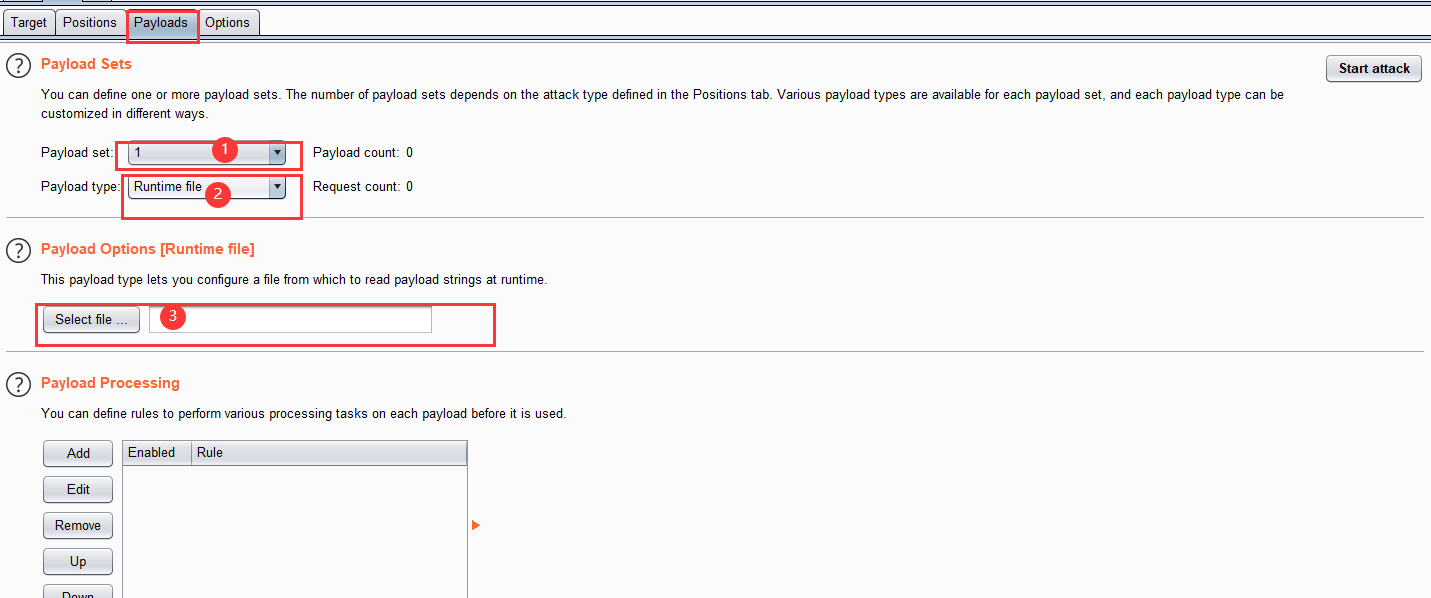 Target Positions Payloads Options
? Payload Sets
Start attack
You can define one or more payload sets. The number of payload sets depends on the attack type defined in the Positions tab. Various payload types are available for each payload set, and each payload type can be
customized in different ways.
Payload set: 1 1 Payload count: 0
Payload type: Runtime file 2 Request count: 0
? Payload Options [Runtime file]
This payload type lets you configure a file from which to read payload strings at runtime.
Select file ... 3
? Payload Processing
You can define rules to perform various processing tasks on each payload before it is used.
Add Enabled Rule
Edit
Remove
Up
Down